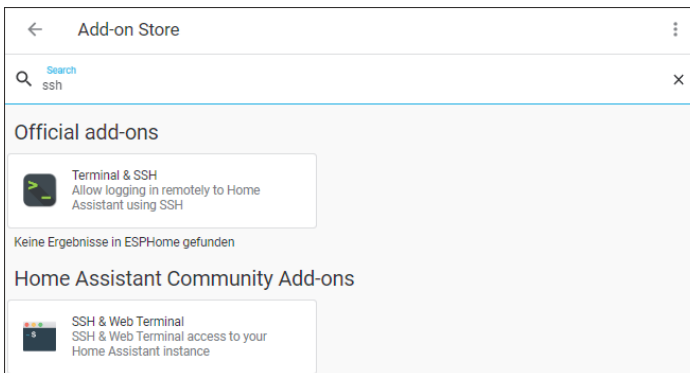 Add-on Store
Search
ssh
Official add-ons
Terminal & SSH
Allow logging in remotely to Home
Assistant using SSH
Keine Ergebnisse in ESPHome gefunden
Home Assistant Community Add-ons
SSH & Web Terminal
SSH & Web Terminal access to your
Home Assistant instance